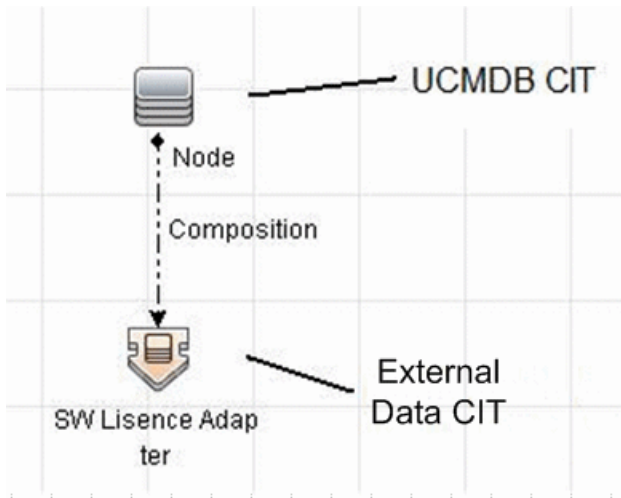 UCMDB CIT
Node
Composition
External
Data CIT
SW Lisence Adap
ter